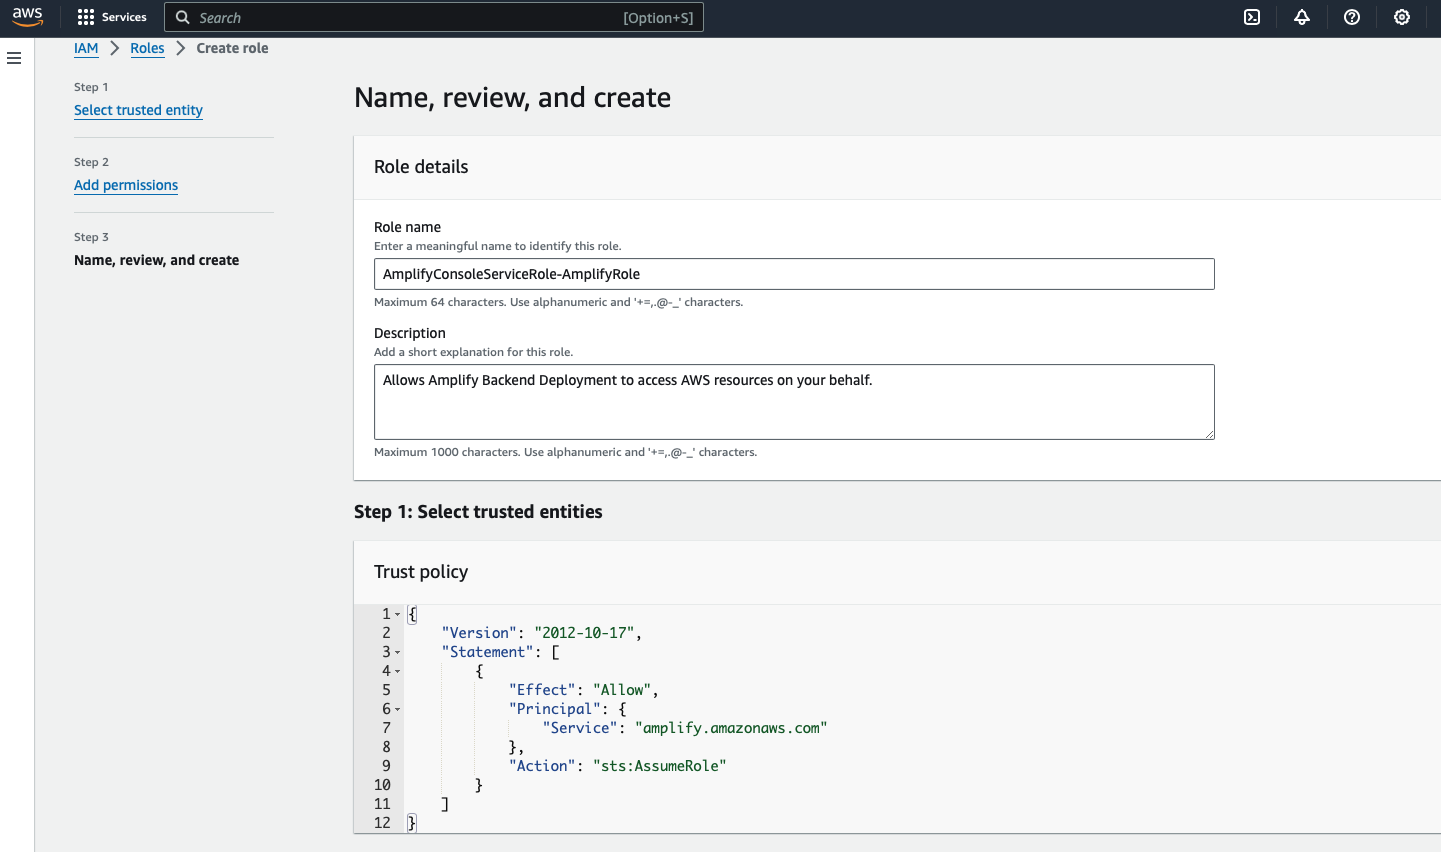 aws
Services
Search
[Option+S]
IAM > Roles > Create role
Step 1
Select trusted entity
Step 2
Add permissions
Step 3
Name, review, and create
Name, review, and create
Role details
Role name
Enter a meaningful name to identify this role.
AmplifyConsoleServiceRole-AmplifyRole
Maximum 64 characters. Use alphanumeric and '+=,.@-_' characters.
Description
Add a short explanation for this role.
Allows Amplify Backend Deployment to access AWS resources on your behalf.
Maximum 1000 characters. Use alphanumeric and '+=,.@-_' characters.
Step 1: Select trusted entities
Trust policy
1 {
2     "Version": "2012-10-17",
3     "Statement": [
4         {
5             "Effect": "Allow",
6             "Principal": {
7                 "Service": "amplify.amazonaws.com"
8             },
9             "Action": "sts:AssumeRole"
10         }
11     ]
12 }